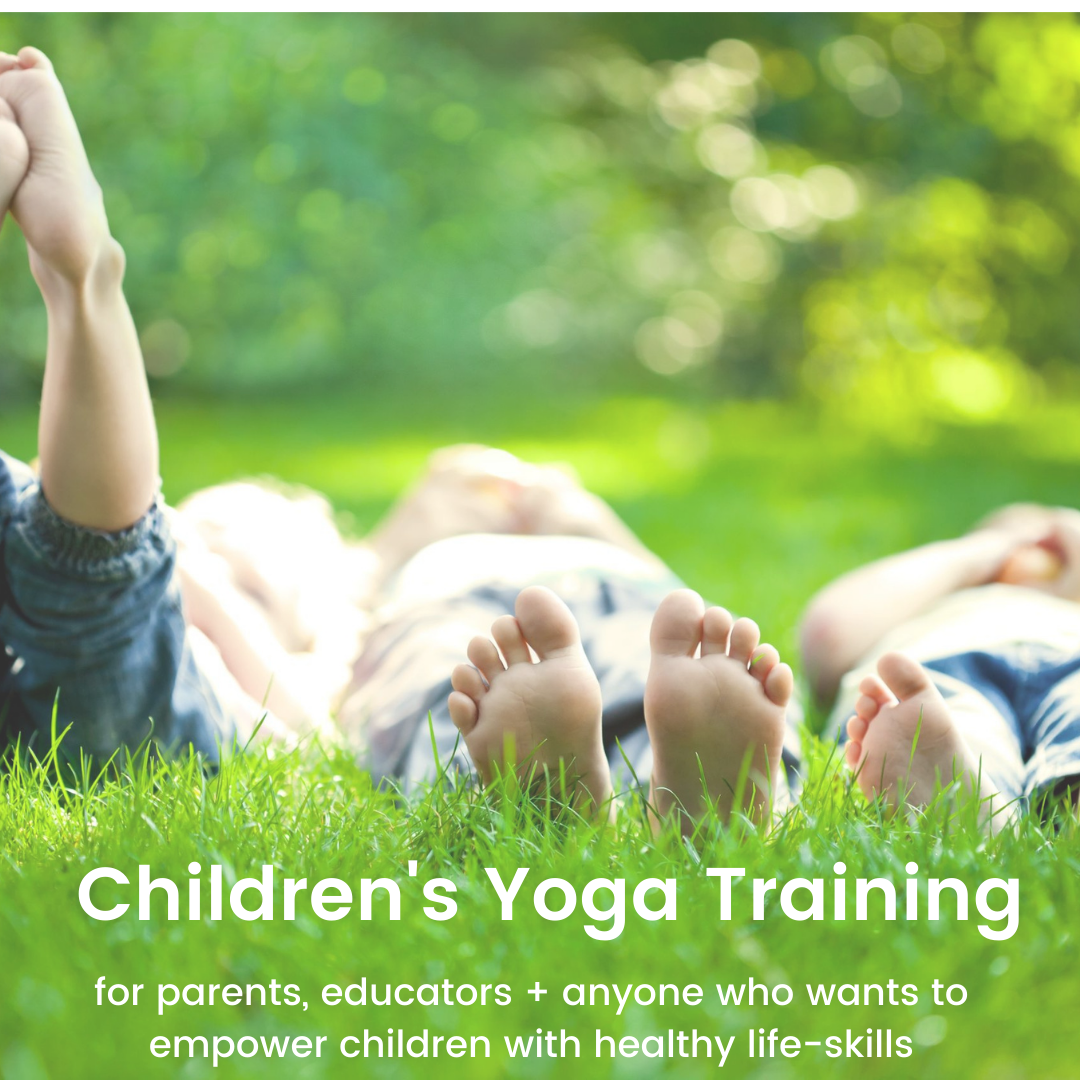 Children's Yoga Training
for parents, educators + anyone who wants to
empower children with healthy life-skills